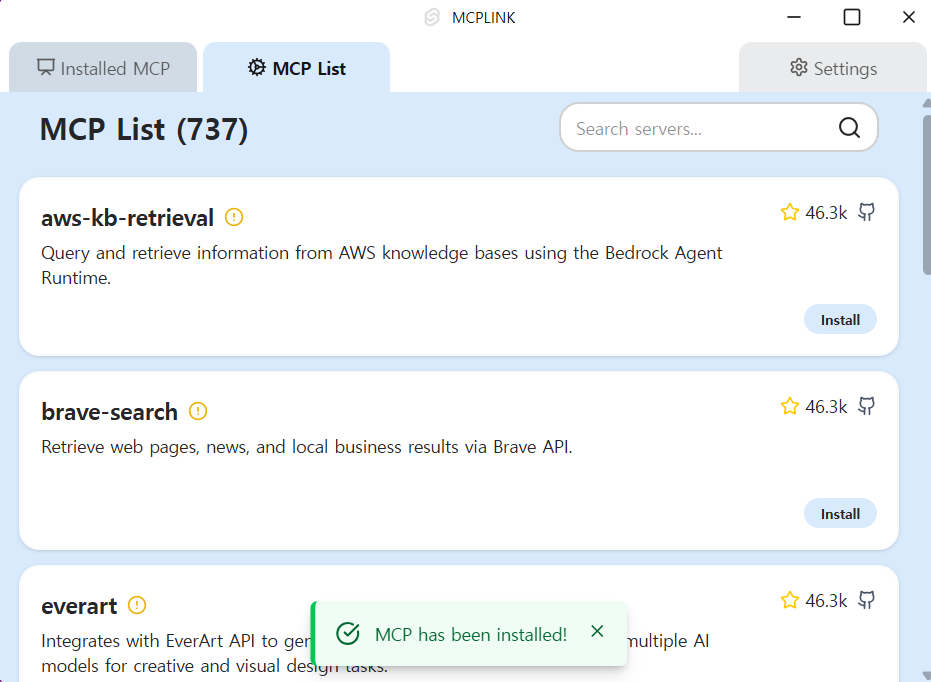 MCPLINK
Installed MCP
MCP List
Settings
MCP List (737)
Search servers...
aws-kb-retrieval
46.3k
Query and retrieve information from AWS knowledge bases using the Bedrock Agent
Runtime.
Install
brave-search
46.3k
Retrieve web pages, news, and local business results via Brave API.
Install
everart
46.3k
Integrates with EverArt API to multiple AI
models for creative and visual design tasks.
MCP has been installed!